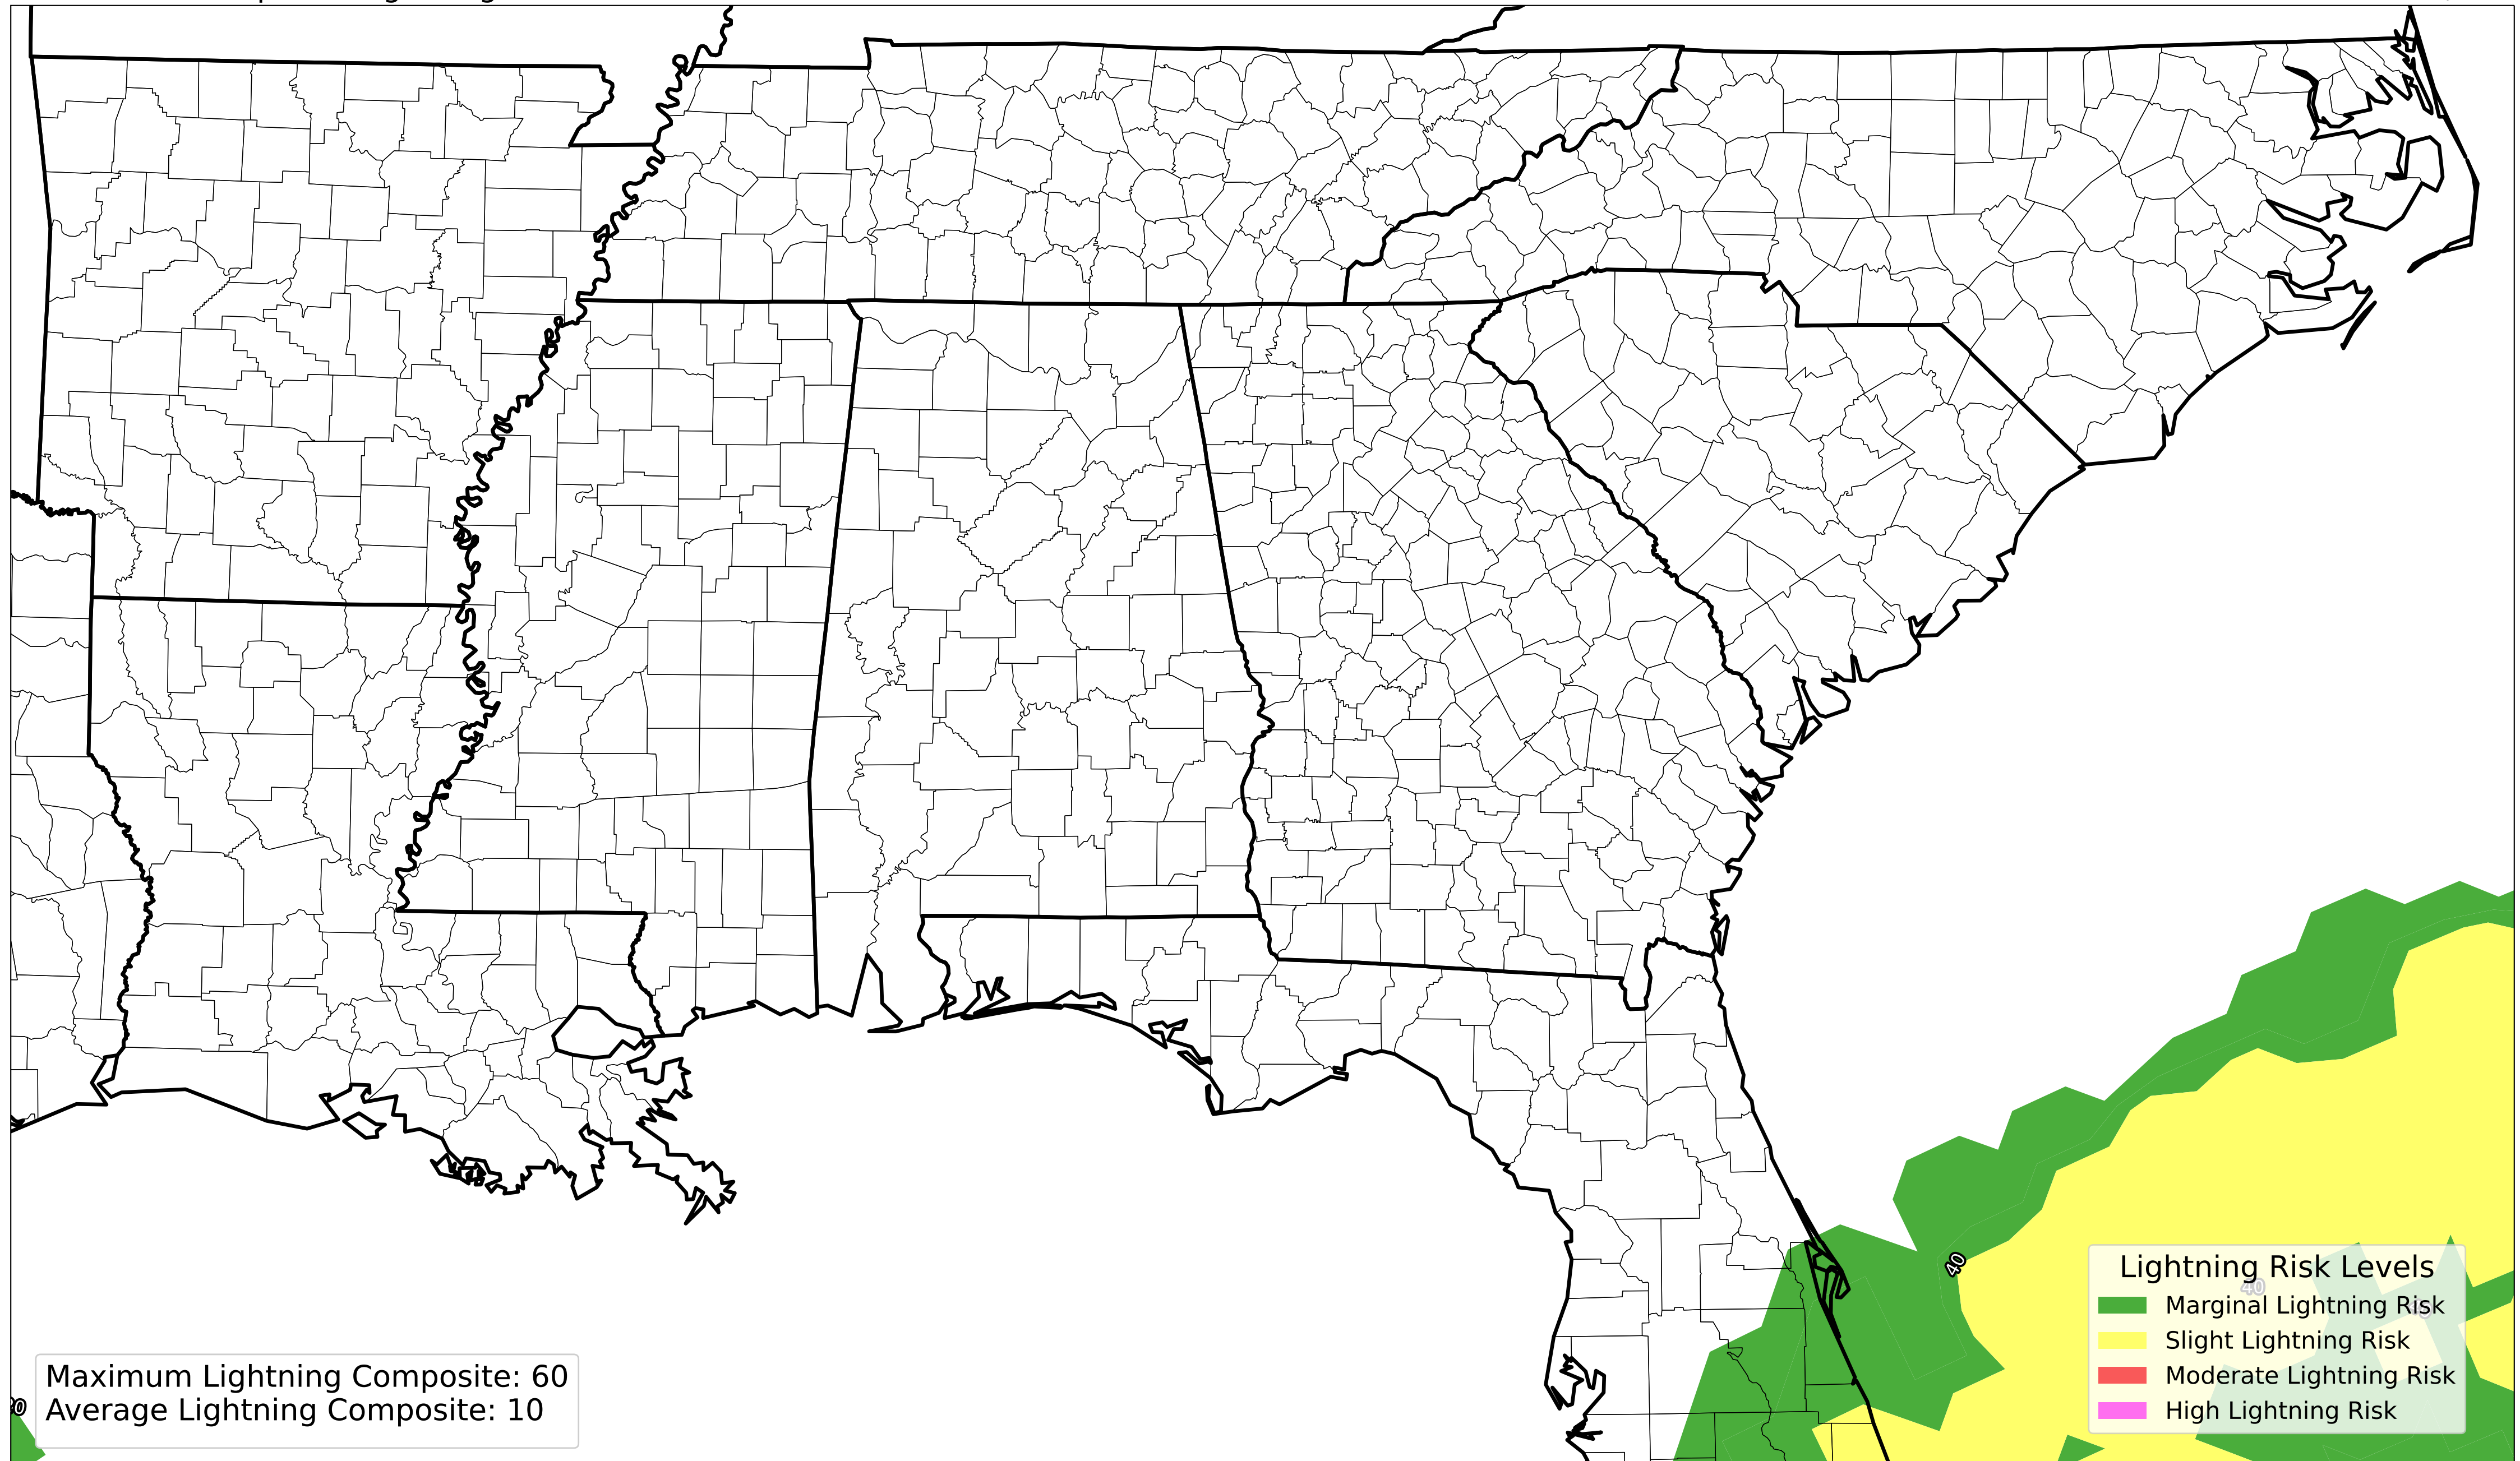 40
40
Lightning Risk Levels
Marginal Lightning Risk
Slight Lightning Risk
Moderate Lightning Risk
High Lightning Risk
Maximum Lightning Composite: 60
Average Lightning Composite: 10